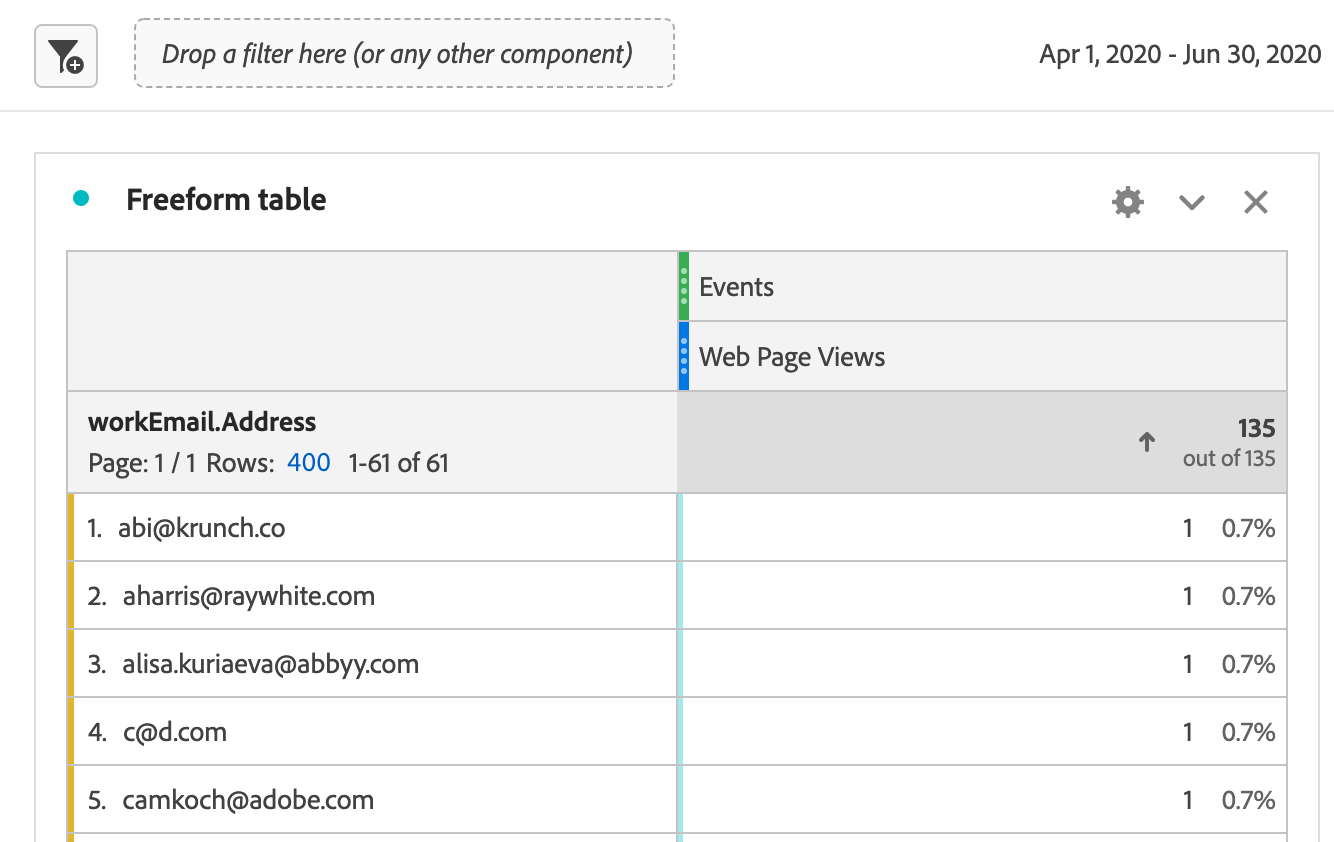 Drop a filter here (or any other component)
Apr 1, 2020 - Jun 30, 2020
Freeform table
Events
Web Page Views
workEmail.Address
Page: 1 / 1 Rows: 400 1-61 of 61
135
out of 135
1. abi@krunch.co 1 0.7%
2. aharris@raywhite.com 1 0.7%
3. alisa.kuriaeva@abbyy.com 1 0.7%
4. c@d.com 1 0.7%
5. camkoch@adobe.com 1 0.7%